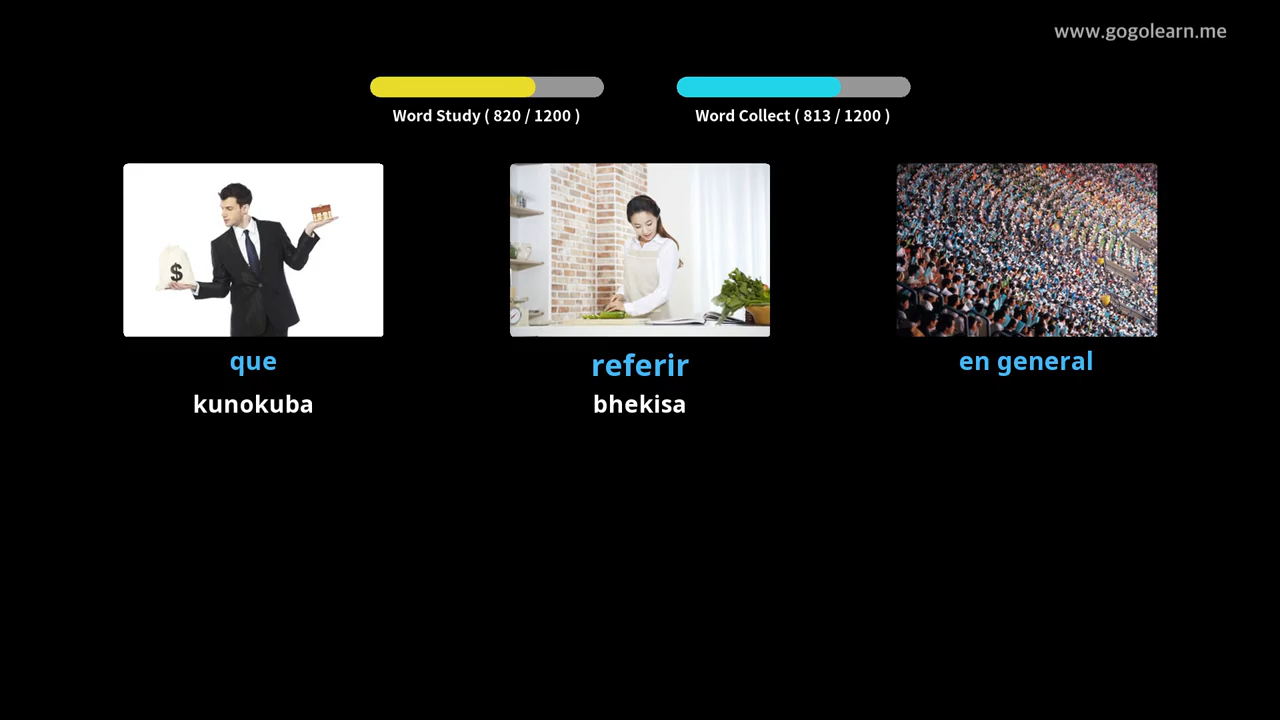 www.gogolearn.me
Word Study ( 820 / 1200 )
Word Collect ( 813 / 1200 )
$
que
referir
en general
kunokuba
bhekisa